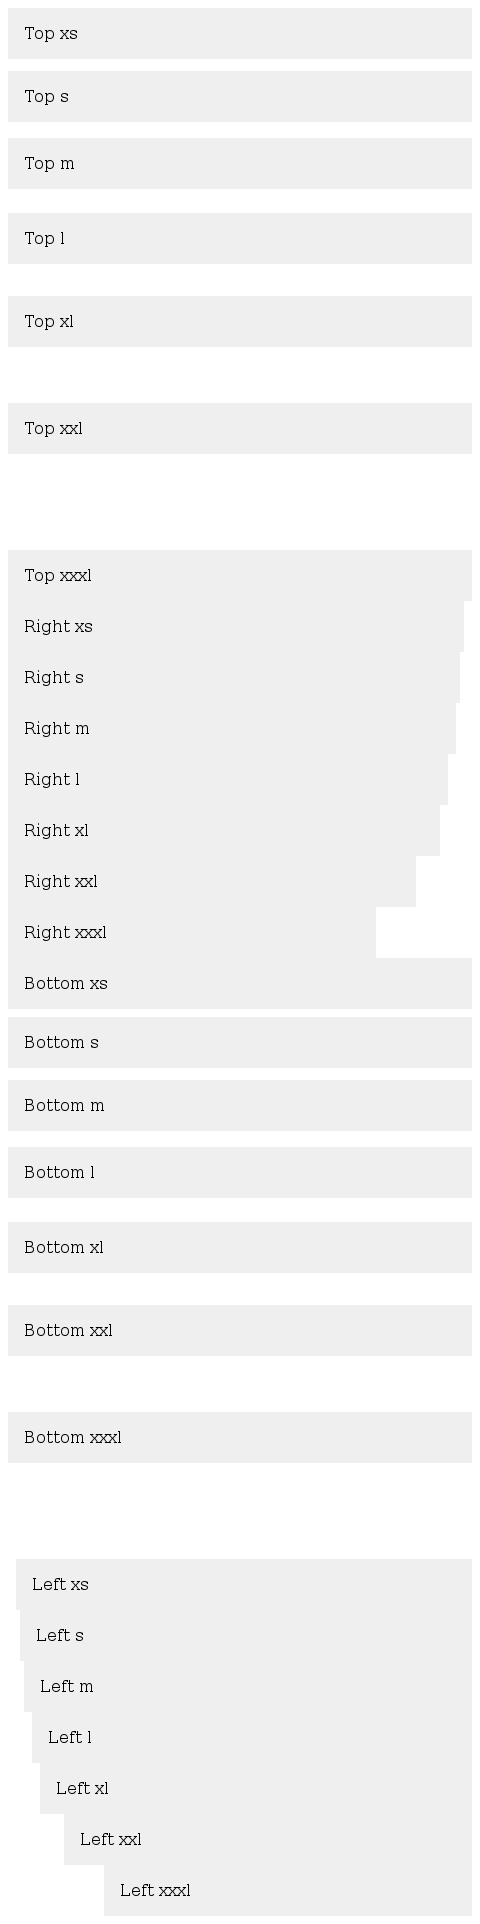 Top xs
Top s
Top m
Top l
Top xl
Top xxl
Top xxxl
Right xs
Right s
Right m
Right l
Right xl
Right xxl
Right xxxl
Bottom xs
Bottom s
Bottom m
Bottom l
Bottom xl
Bottom xxl
Bottom xxxl
Left xs
Left s
Left m
Left l
Left xl
Left xxl
Left xxxl